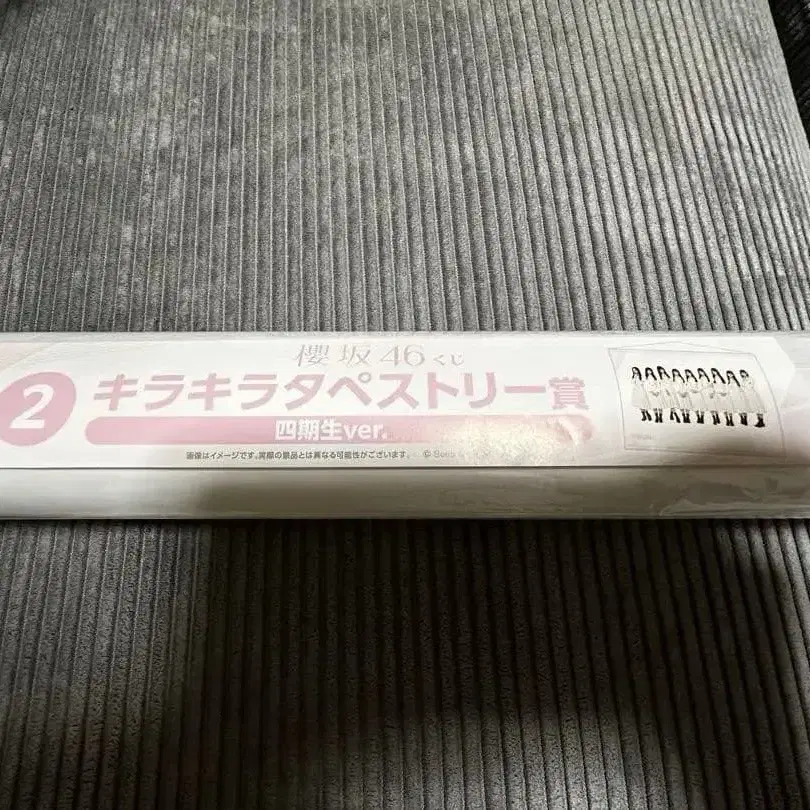 櫻坂46くじ
2 キラキラタペストリー賞
四期生ver.
画像はイメージです。実際の景品とは異なる可能性がございます。 ©